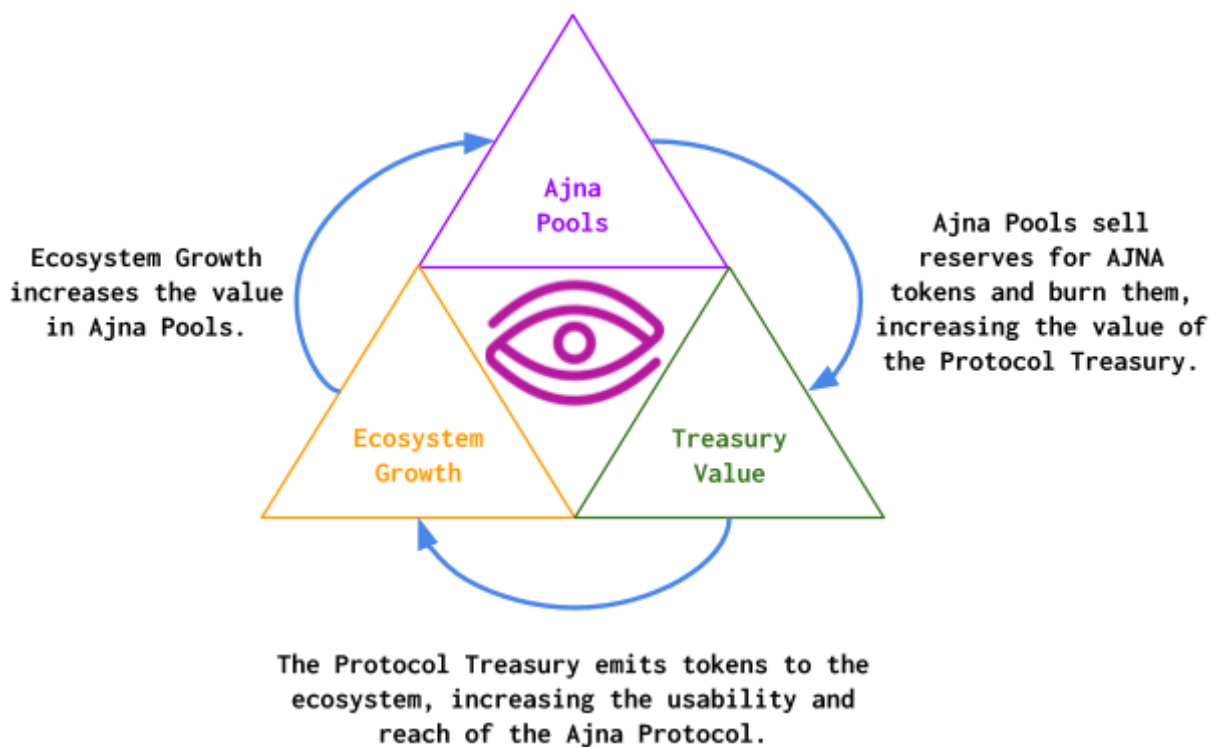 Ajna
Pools
Ecosystem Growth
increases the value
in Ajna Pools.
Ajna Pools sell
reserves for AJNA
tokens and burn them,
increasing the value of
the Protocol Treasury.
Ecosystem
Growth
Treasury
Value
The Protocol Treasury emits tokens to the
ecosystem, increasing the usability and
reach of the Ajna Protocol.